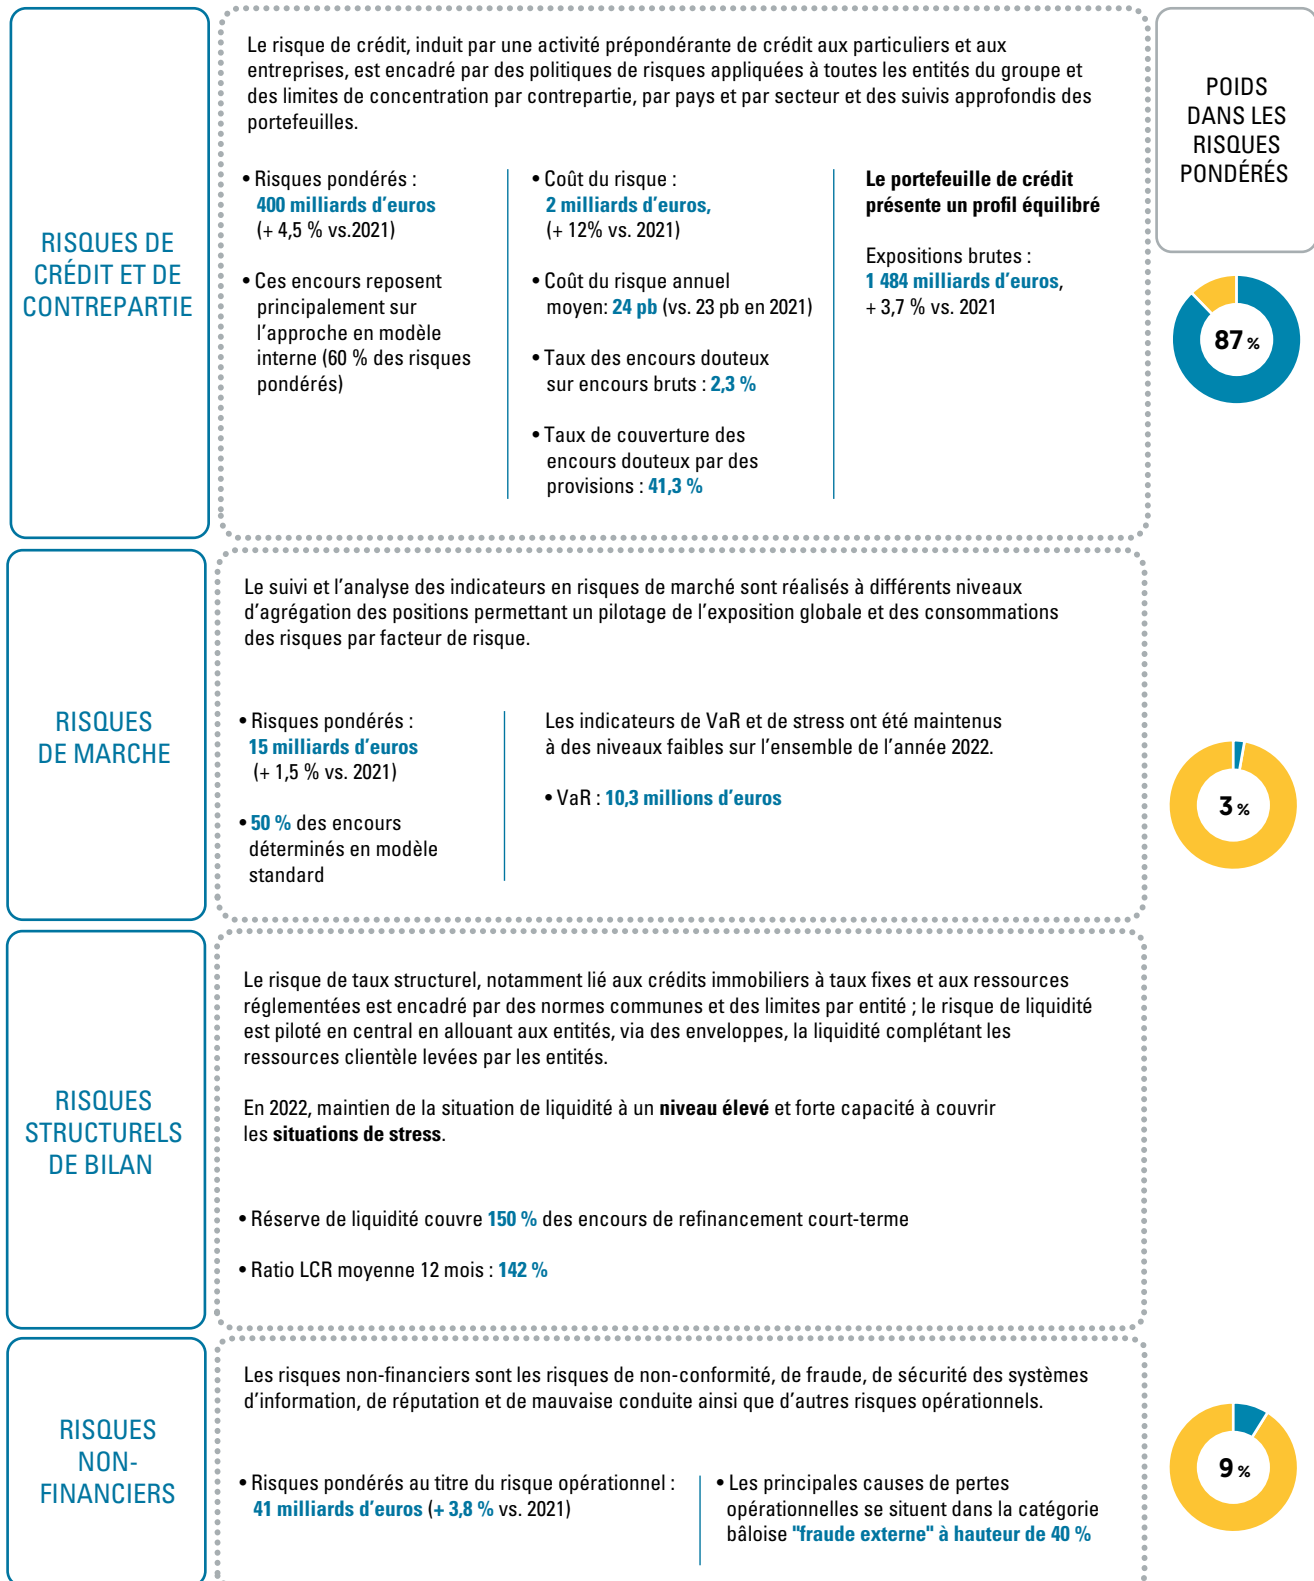 RISQUES DE
CRÉDIT ET DE
CONTREPARTIE
Le risque de crédit, induit par une activité prépondérante de crédit aux particuliers et aux
entreprises, est encadré par des politiques de risques appliquées à toutes les entités du groupe et
des limites de concentration par contrepartie, par pays et par secteur et des suivis approfondis des
portefeuilles.
• Risques pondérés :
400 milliards d’euros
(+ 4,5 % vs.2021)
• Ces encours reposent
principalement sur
l’approche en modèle
interne (60 % des risques
pondérés)
• Coût du risque :
2 milliards d’euros,
(+ 12% vs. 2021)
• Coût du risque annuel
moyen: 24 pb (vs. 23 pb en 2021)
• Taux des encours douteux
sur encours bruts : 2,3 %
• Taux de couverture des
encours douteux par des
provisions : 41,3 %
Le portefeuille de crédit
présente un profil équilibré
Expositions brutes :
1 484 milliards d’euros,
+ 3,7 % vs. 2021
POIDS
DANS LES
RISQUES
PONDÉRÉS
87 %
RISQUES
DE MARCHE
Le suivi et l’analyse des indicateurs en risques de marché sont réalisés à différents niveaux
d’agrégation des positions permettant un pilotage de l’exposition globale et des consommations
des risques par facteur de risque.
• Risques pondérés :
15 milliards d’euros
(+ 1,5 % vs. 2021)
• 50 % des encours
déterminés en modèle
standard
Les indicateurs de VaR et de stress ont été maintenus
à des niveaux faibles sur l’ensemble de l’année 2022.
• VaR : 10,3 millions d’euros
3 %
RISQUES
STRUCTURELS
DE BILAN
Le risque de taux structurel, notamment lié aux crédits immobiliers à taux fixes et aux ressources
réglementées est encadré par des normes communes et des limites par entité ; le risque de liquidité
est piloté en central en allouant aux entités, via des enveloppes, la liquidité complétant les
ressources clientèle levées par les entités.
En 2022, maintien de la situation de liquidité à un niveau élevé et forte capacité à couvrir
les situations de stress.
• Réserve de liquidité couvre 150 % des encours de refinancement court-terme
• Ratio LCR moyenne 12 mois : 142 %
RISQUES
NON-
FINANCIERS
Les risques non-financiers sont les risques de non-conformité, de fraude, de sécurité des systèmes
d’information, de réputation et de mauvaise conduite ainsi que d’autres risques opérationnels.
• Risques pondérés au titre du risque opérationnel :
41 milliards d’euros (+ 3,8 % vs. 2021)
• Les principales causes de pertes
opérationnelles se situent dans la catégorie
bâloise "fraude externe" à hauteur de 40 %
9 %